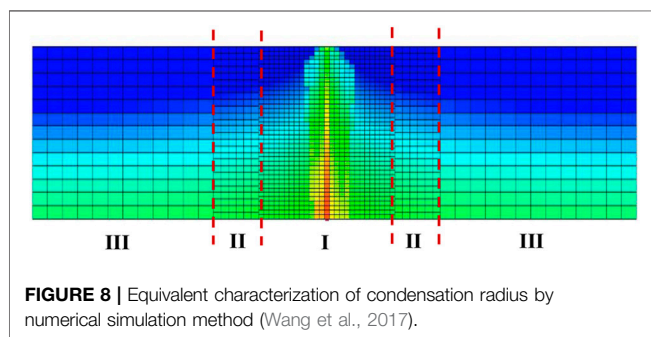 III II I II III
FIGURE 8 | Equivalent characterization of condensation radius by
numerical simulation method (Wang et al., 2017).